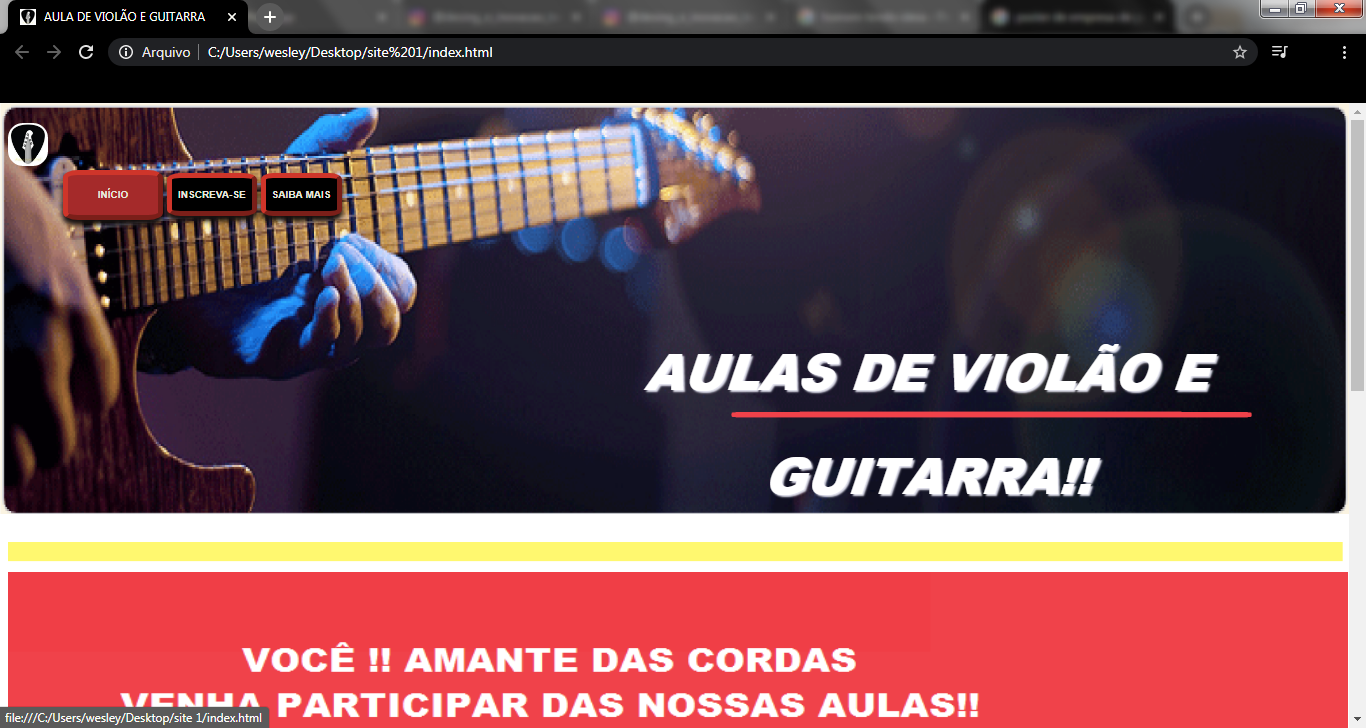 AULA DE VIOLÃO E GUITARRA
Arquivo
C:/Users/wesley/Desktop/site%201/index.html
INÍCIO
INSCREVA-SE
SAIBA MAIS
AULAS DE VIOLÃO E
GUITARRA!!
VOCÊ !! AMANTE DAS CORDAS
VENHA PARTICIPAR DAS NOSSAS AULAS!!
file:///C:/Users/wesley/Desktop/site 1/index.html